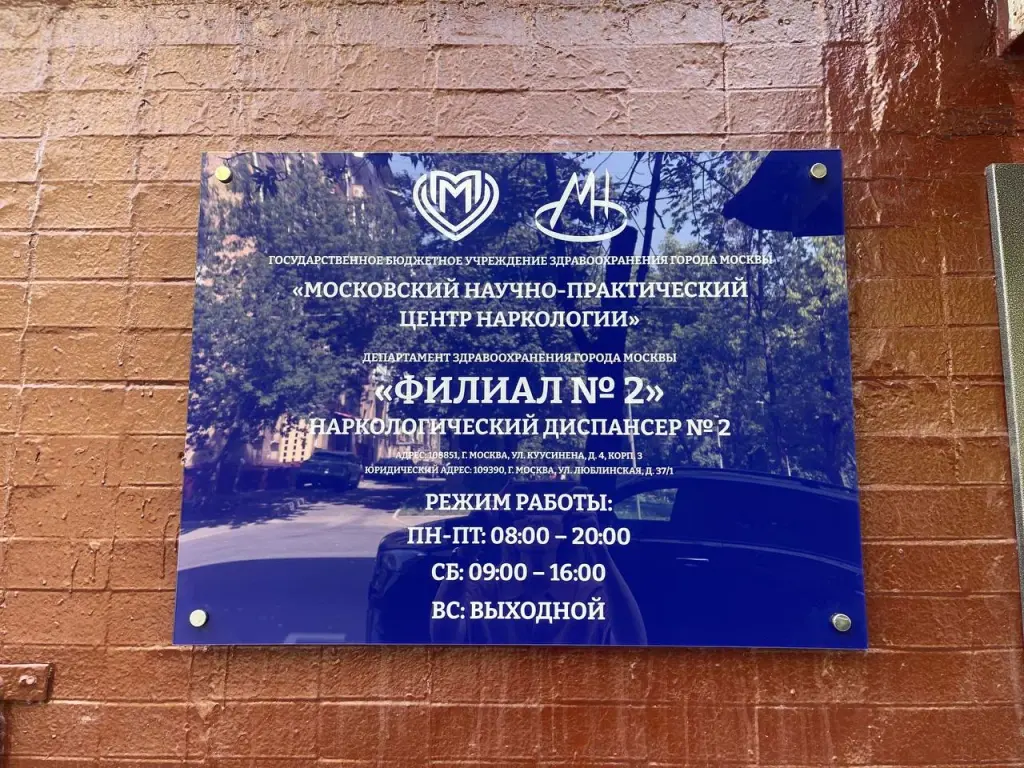 М МН
ГОСУДАРСТВЕННОЕ БЮДЖЕТНОЕ УЧРЕЖДЕНИЕ ЗДРАВООХРАНЕНИЯ ГОРОДА МОСКВЫ
«МОСКОВСКИЙ НАУЧНО-ПРАКТИЧЕСКИЙ
ЦЕНТР НАРКОЛОГИИ»
ДЕПАРТАМЕНТ ЗДРАВООХРАНЕНИЯ ГОРОДА МОСКВЫ
«ФИЛИАЛ № 2»
НАРКОЛОГИЧЕСКИЙ ДИСПАНСЕР № 2
АДРЕС: 108851, Г. МОСКВА, УЛ. КУУСИНЕНА, Д. 4, КОРП. 3
ЮРИДИЧЕСКИЙ АДРЕС: 109390, Г. МОСКВА, УЛ. ЛЮБЛИНСКАЯ, Д. 37/1
РЕЖИМ РАБОТЫ:
ПН-ПТ: 08:00 – 20:00
СБ: 09:00 – 16:00
ВС: ВЫХОДНОЙ